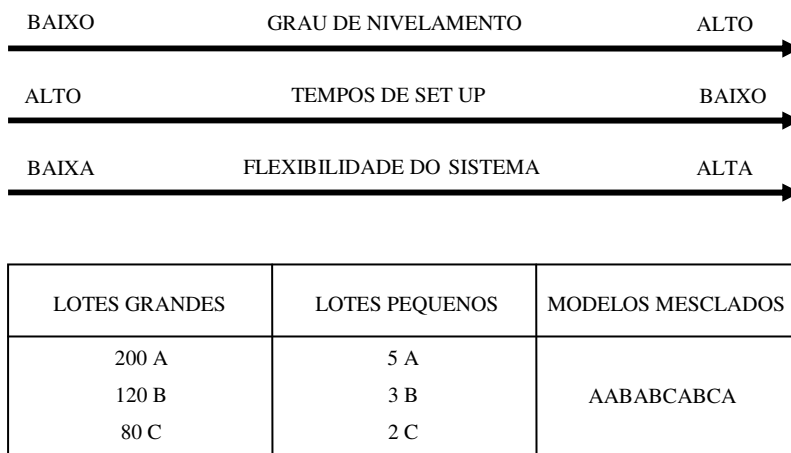 BAIXO GRAU DE NIVELAMENTO ALTO
ALTO TEMPOS DE SET UP BAIXO
BAIXA FLEXIBILIDADE DO SISTEMA ALTA
LOTES GRANDES LOTES PEQUENOS MODELOS MESCLADOS
200 A 5 A
120 B 3 B AABABCABCA
80 C 2 C